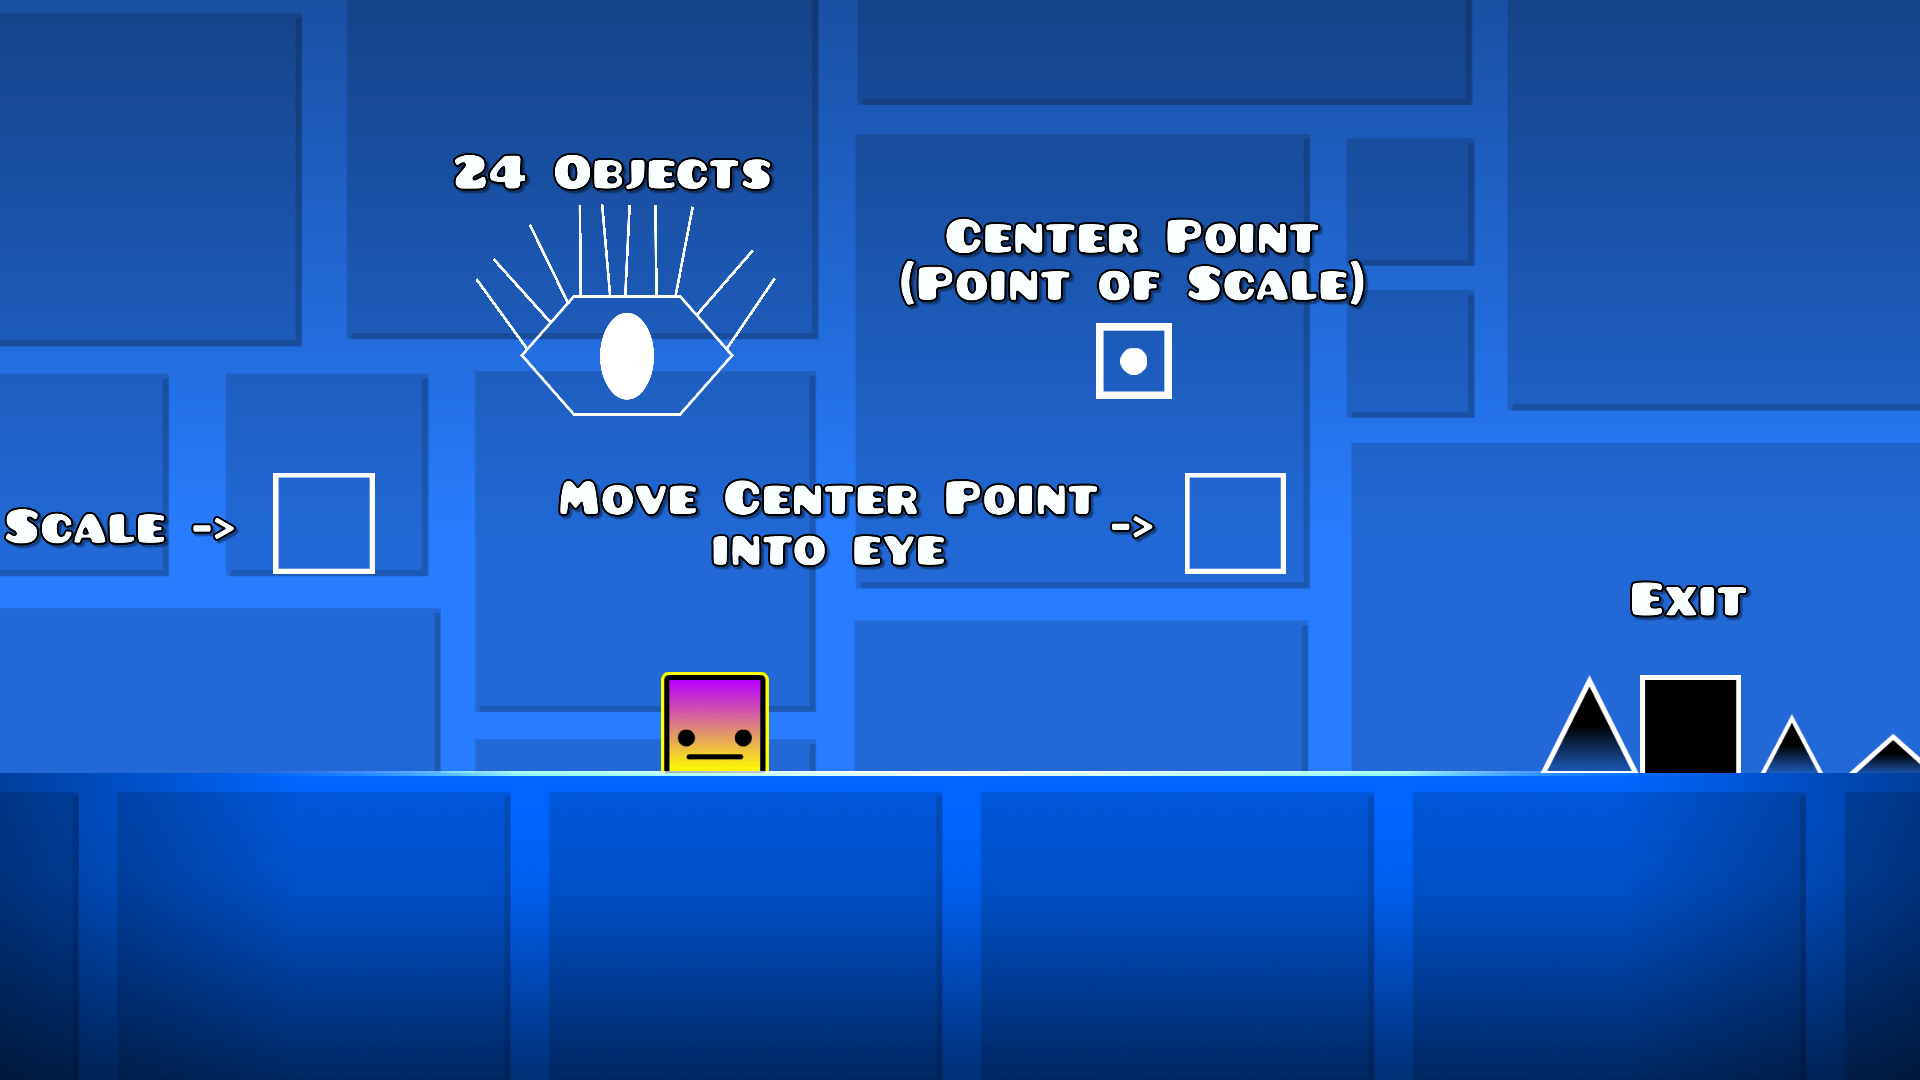 24 Objects
Center Point
(Point of Scale)
Scale ->
Move Center Point
into eye
->
Exit